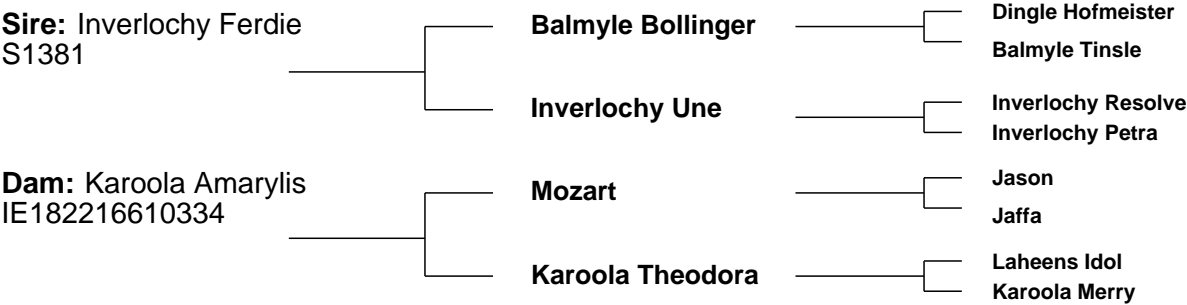 Sire: Inverlochy Ferdie
S1381
Balmyle Bollinger
Dingle Hofmeister
Balmyle Tinsle
Inverlochy Une
Inverlochy Resolve
Inverlochy Petra
Dam: Karoola Amarylis
IE182216610334
Mozart
Jason
Jaffa
Karoola Theodora
Laheens Idol
Karoola Merry